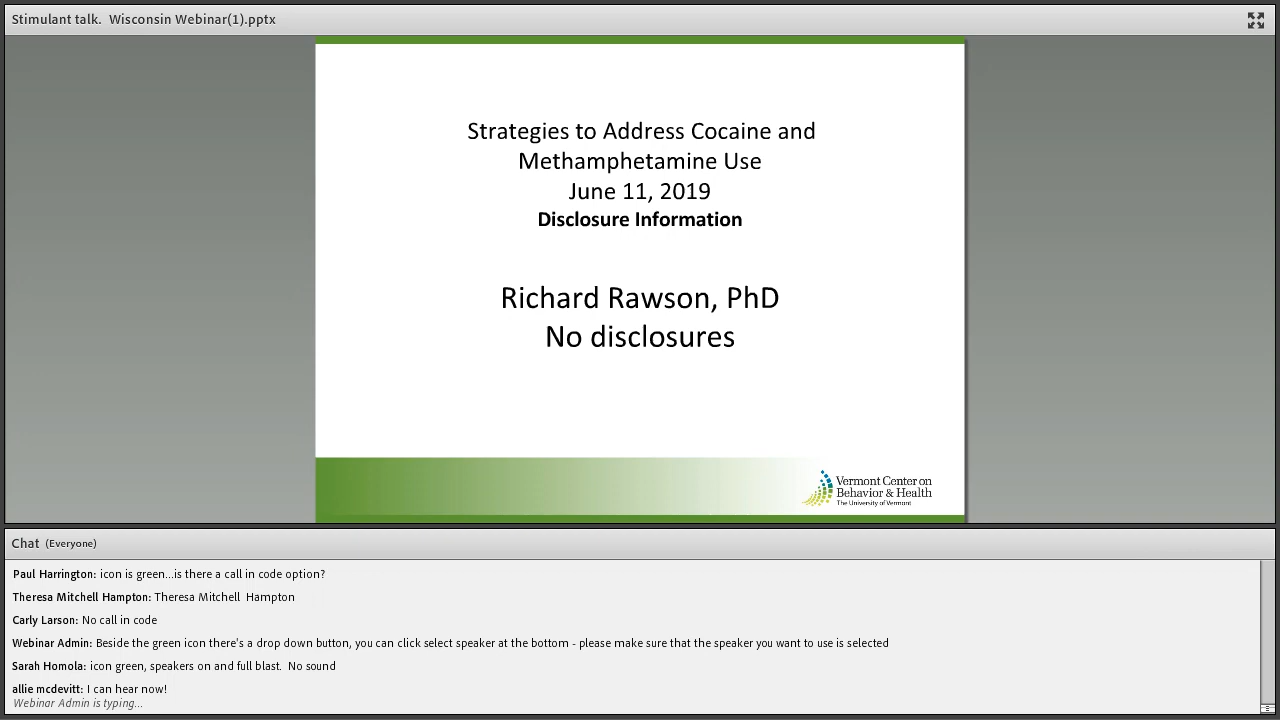 Stimulant talk. Wisconsin Webinar(1).pptx
Strategies to Address Cocaine and
Methamphetamine Use
June 11, 2019
Disclosure Information
Richard Rawson, PhD
No disclosures
Vermont Center on
Behavior & Health
The University of Vermont
Chat (Everyone)
Paul Harrington: icon is green...is there a call in code option?
Theresa Mitchell Hampton: Theresa Mitchell Hampton
Carly Larson: No call in code
Webinar Admin: Beside the green icon there's a drop down button, you can click select speaker at the bottom - please make sure that the speaker you want to use is selected
Sarah Homola: icon green, speakers on and full blast. No sound
allie mcdevitt: I can hear now!
Webinar Admin is typing...